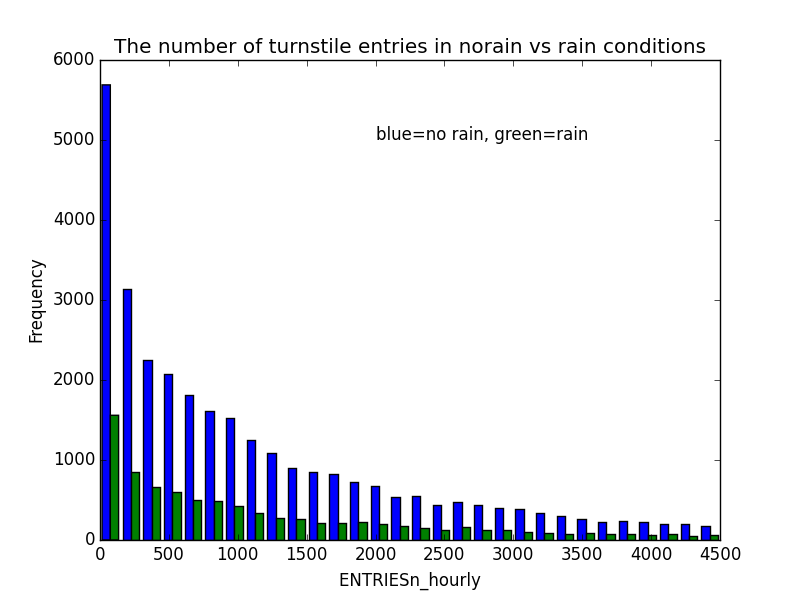 The number of turnstile entries in norain vs rain conditions
6000
5000
4000
3000
2000
1000
0
blue=no rain, green=rain
Frequency
0 500 1000 1500 2000 2500 3000 3500 4000 4500
ENTRIESn_hourly